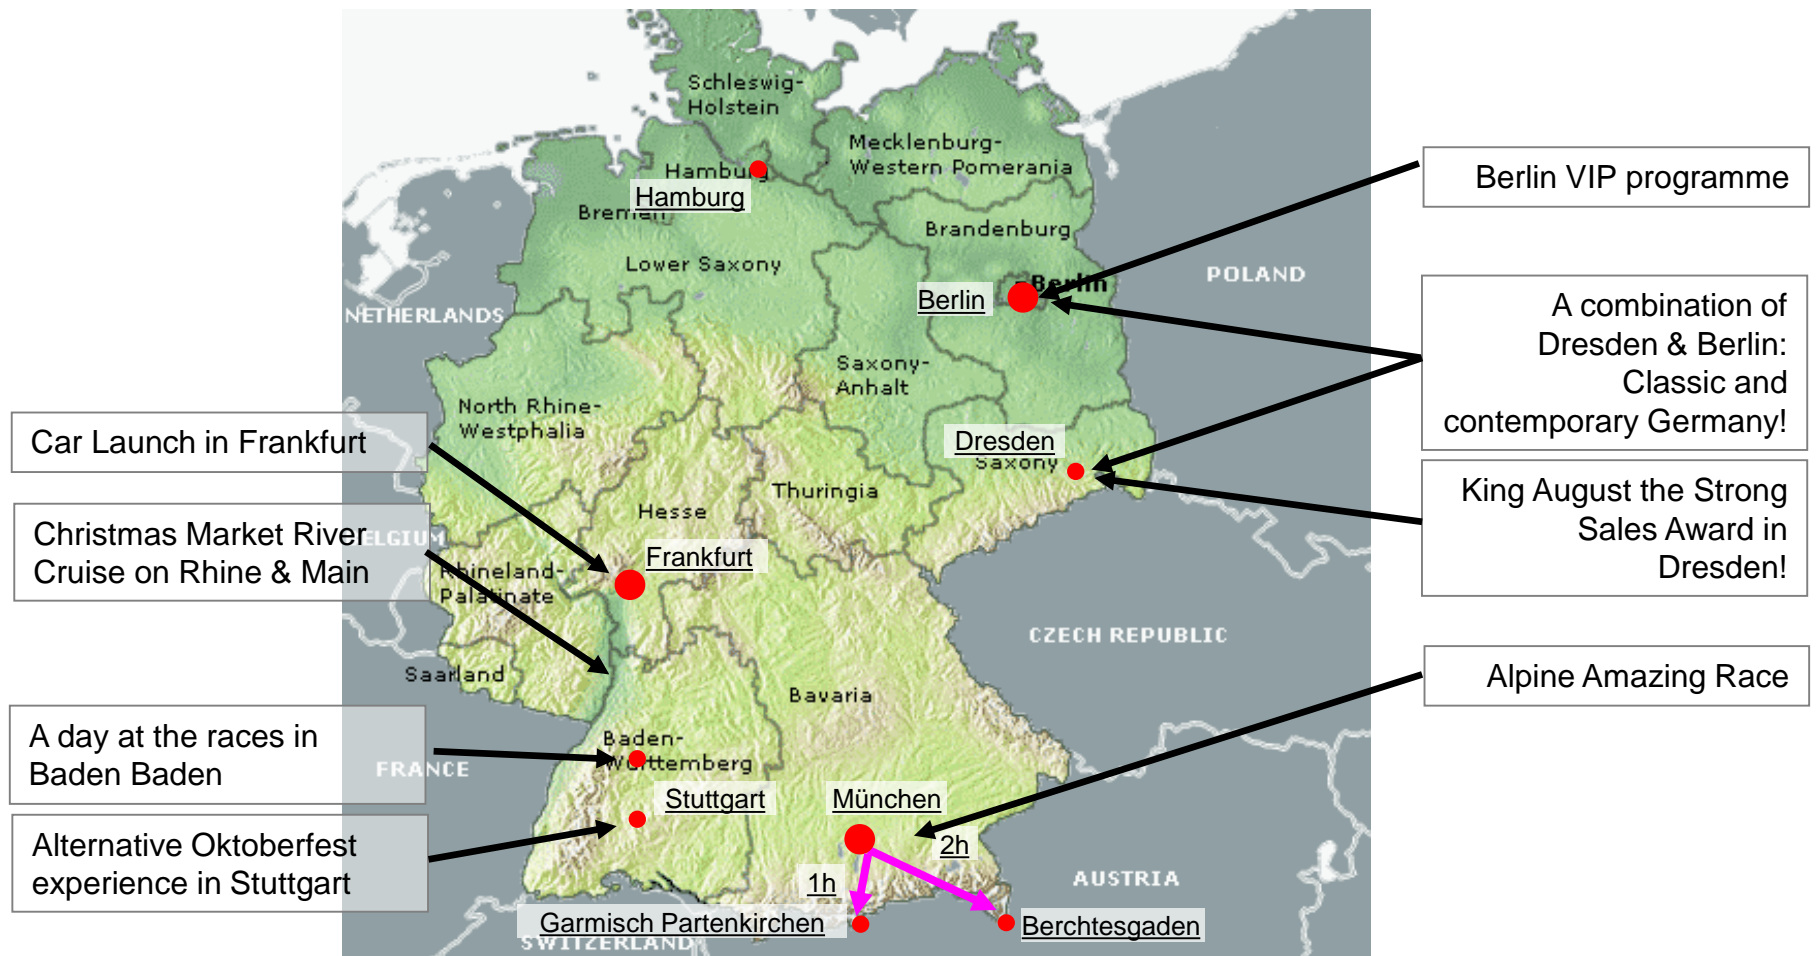 Schleswig-
Holstein
Mecklenburg-
Western Pomerania
Hamburg
Hamburg
Bremen
Brandenburg
Lower Saxony
Berlin
Berlin
POLAND
NETHERLANDS
Saxony-
Anhalt
North Rhine-
Westphalia
Dresden
Saxony
Thuringia
Hesse
BELGIUM
Frankfurt
Rhineland-
Palatinate
CZECH REPUBLIC
Saarland
Bavaria
Baden-
Württemberg
FRANCE
Stuttgart
München
2h
1h
AUSTRIA
Garmisch Partenkirchen
Berchtesgaden
SWITZERLAND
Car Launch in Frankfurt
Christmas Market River
Cruise on Rhine & Main
A day at the races in
Baden Baden
Alternative Oktoberfest
experience in Stuttgart
Berlin VIP programme
A combination of
Dresden & Berlin:
Classic and
contemporary Germany!
King August the Strong
Sales Award in
Dresden!
Alpine Amazing Race